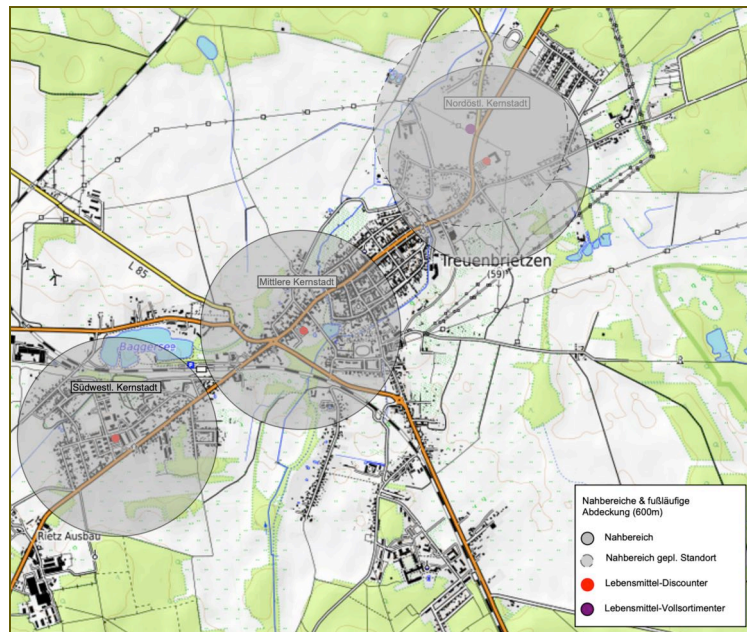 Nordöstl. Kernstadt
Treuenbrietzen
(59)
L 85
Mittlere Kernstadt
Baggersee
Südwestl. Kernstadt
Rietz Ausbau
Nahbereiche & fußläufige
Abdeckung (600m)
Nahbereich
Nahbereich gepl. Standort
Lebensmittel-Discounter
Lebensmittel-Vollsortimenter